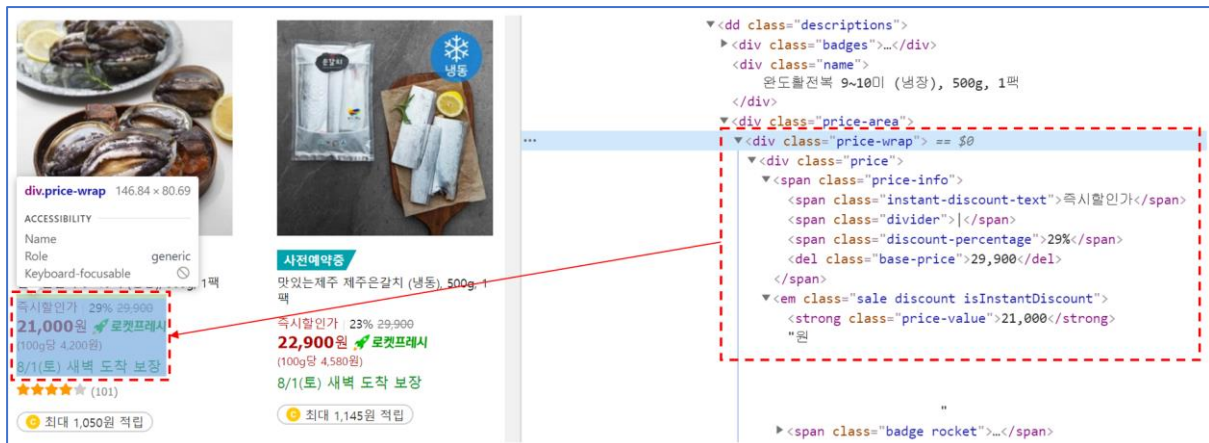 은갈치
냉동
div.price-wrap 146.84 × 80.69
ACCESSIBILITY
Name
Role generic
Keyboard-focusable
1팩
즉시할인가 29% 29,900
21,000원 로켓프레시
(100g당 4,200원)
8/1(토) 새벽 도착 보장
(101)
C 최대 1,050원 적립
사전예약중
맛있는제주 제주은갈치 (냉동), 500g, 1
팩
즉시할인가 23% 29,900
22,900원 로켓프레시
(100g당 4,580원)
8/1(토) 새벽 도착 보장
C 최대 1,145원 적립
▼<dd class="descriptions">
▶<div class="badges">…</div>
<div class="name">
완도활전복 9~10미 (냉장), 500g, 1팩
</div>
▼<div class="price-area">
… ▼<div class="price-wrap"> == $0
▼<div class="price">
▼<span class="price-info">
<span class="instant-discount-text">즉시할인가</span>
<span class="divider">|</span>
<span class="discount-percentage">29%</span>
<del class="base-price">29,900</del>
</span>
▼<em class="sale discount isInstantDiscount">
<strong class="price-value">21,000</strong>
"원
"
▶<span class="badge rocket">…</span>